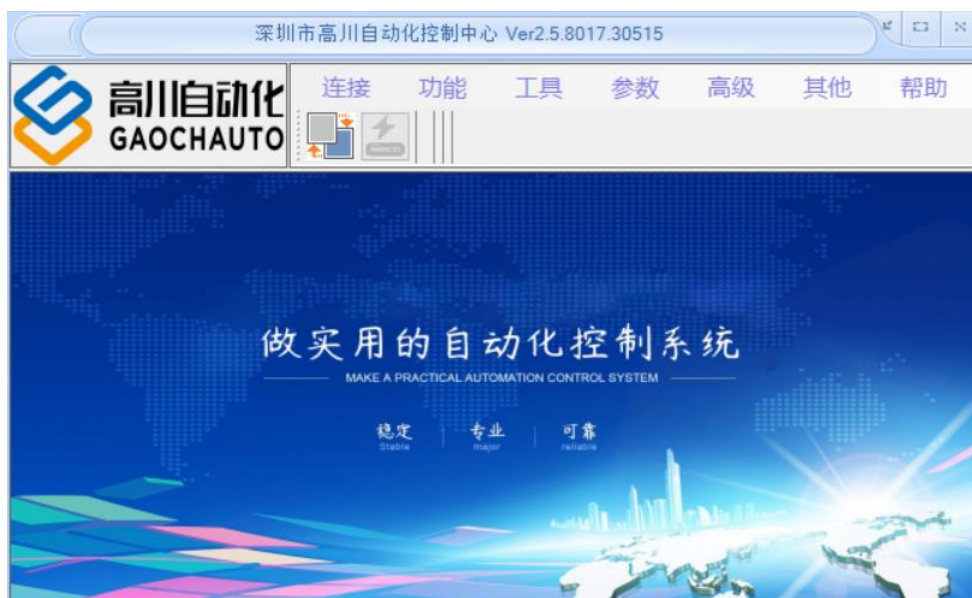 深圳市高川自动化控制中心 Ver2.5.8017.30515
高川自动化
GAOCHAUTO
连接 功能 工具 参数 高级 其他 帮助
做实用的自动化控制系统
MAKE A PRACTICAL AUTOMATION CONTROL SYSTEM
稳定 专业 可靠
Stable major reliable